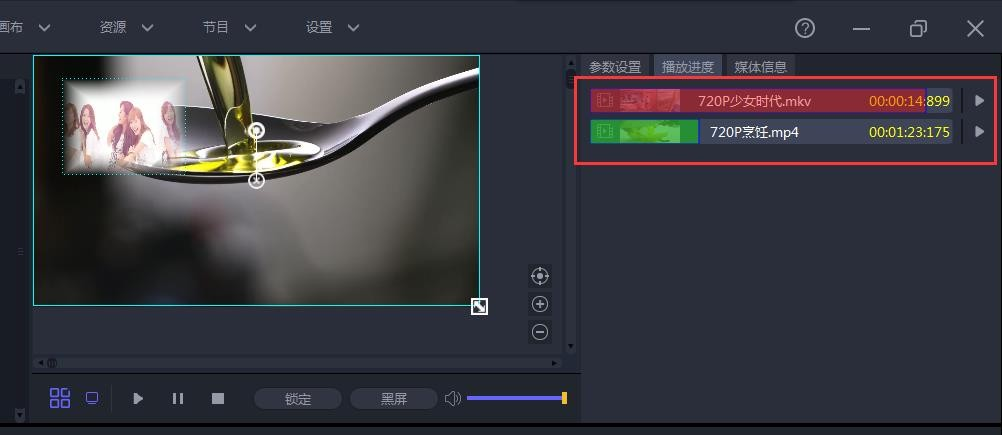 画布 资源 节目 设置
参数设置 播放进度 媒体信息
720P少女时代.mkv 00:00:14:899
720P烹饪.mp4 00:01:23:175
锁定 黑屏